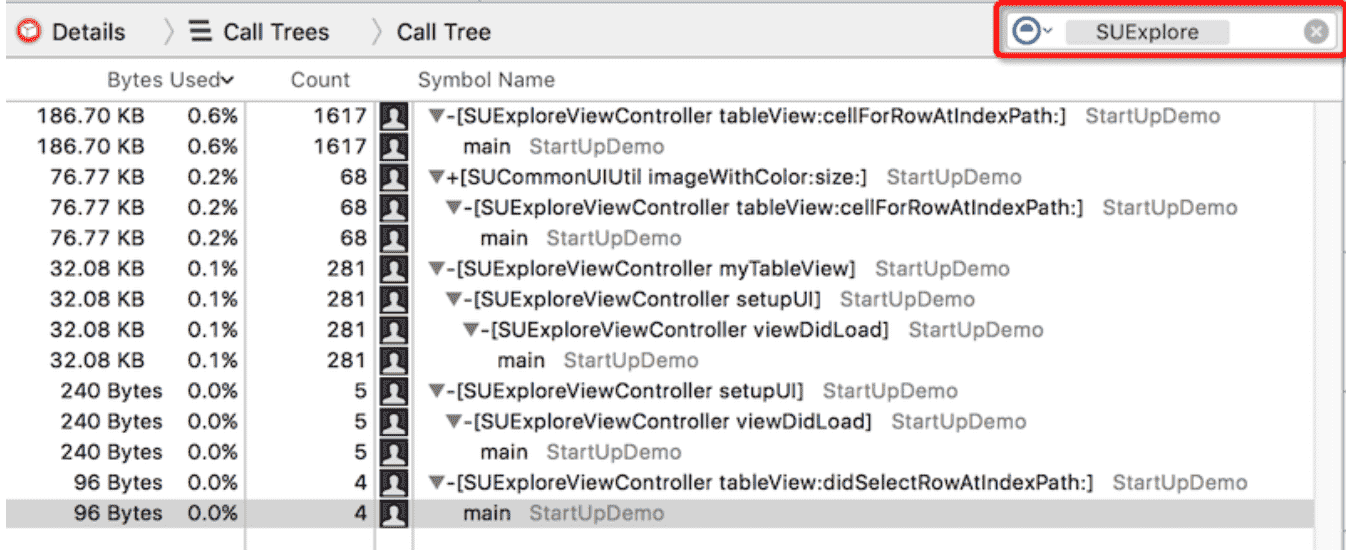 Details Call Trees Call Tree SUExplore
Bytes Used Count Symbol Name
186.70 KB 0.6% 1617 ▼-[SUExploreViewController tableView:cellForRowAtIndexPath:] StartUpDemo
186.70 KB 0.6% 1617 main StartUpDemo
76.77 KB 0.2% 68 ▼+[SUCommonUIUtil imageWithColor:size:] StartUpDemo
76.77 KB 0.2% 68 ▼-[SUExploreViewController tableView:cellForRowAtIndexPath:] StartUpDemo
76.77 KB 0.2% 68 main StartUpDemo
32.08 KB 0.1% 281 ▼-[SUExploreViewController myTableView] StartUpDemo
32.08 KB 0.1% 281 ▼-[SUExploreViewController setupUI] StartUpDemo
32.08 KB 0.1% 281 ▼-[SUExploreViewController viewDidLoad] StartUpDemo
32.08 KB 0.1% 281 main StartUpDemo
240 Bytes 0.0% 5 ▼-[SUExploreViewController setupUI] StartUpDemo
240 Bytes 0.0% 5 ▼-[SUExploreViewController viewDidLoad] StartUpDemo
240 Bytes 0.0% 5 main StartUpDemo
96 Bytes 0.0% 4 ▼-[SUExploreViewController tableView:didSelectRowAtIndexPath:] StartUpDemo
96 Bytes 0.0% 4 main StartUpDemo